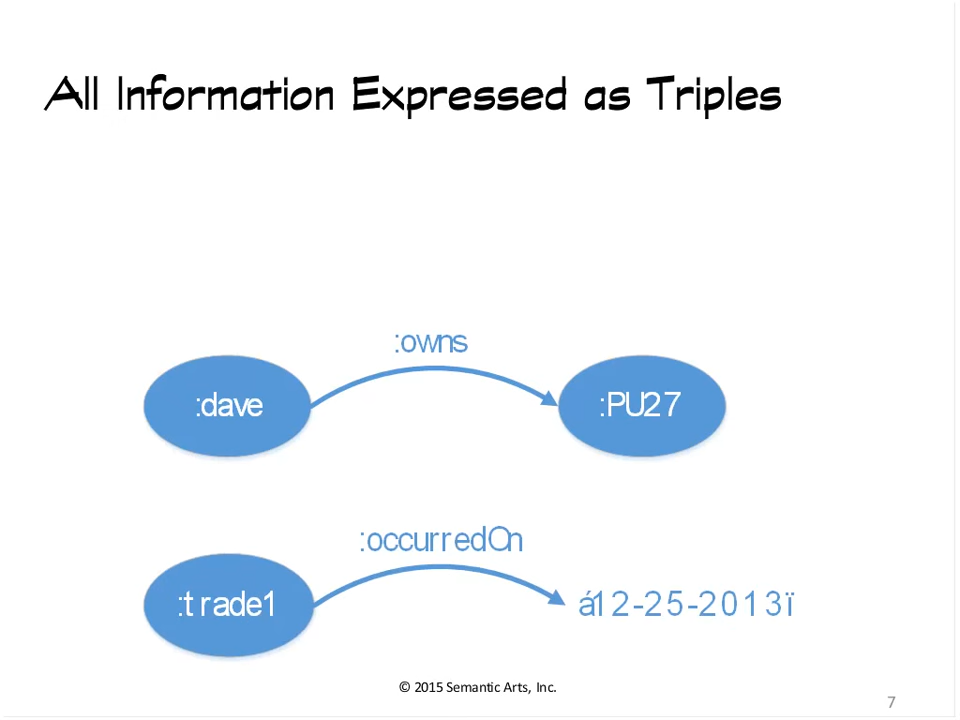 All Information Expressed as Triples
:owns
:dave
:PU27
:occurredOn
:trade1
á12-25-2013ï
© 2015 Semantic Arts, Inc.
7